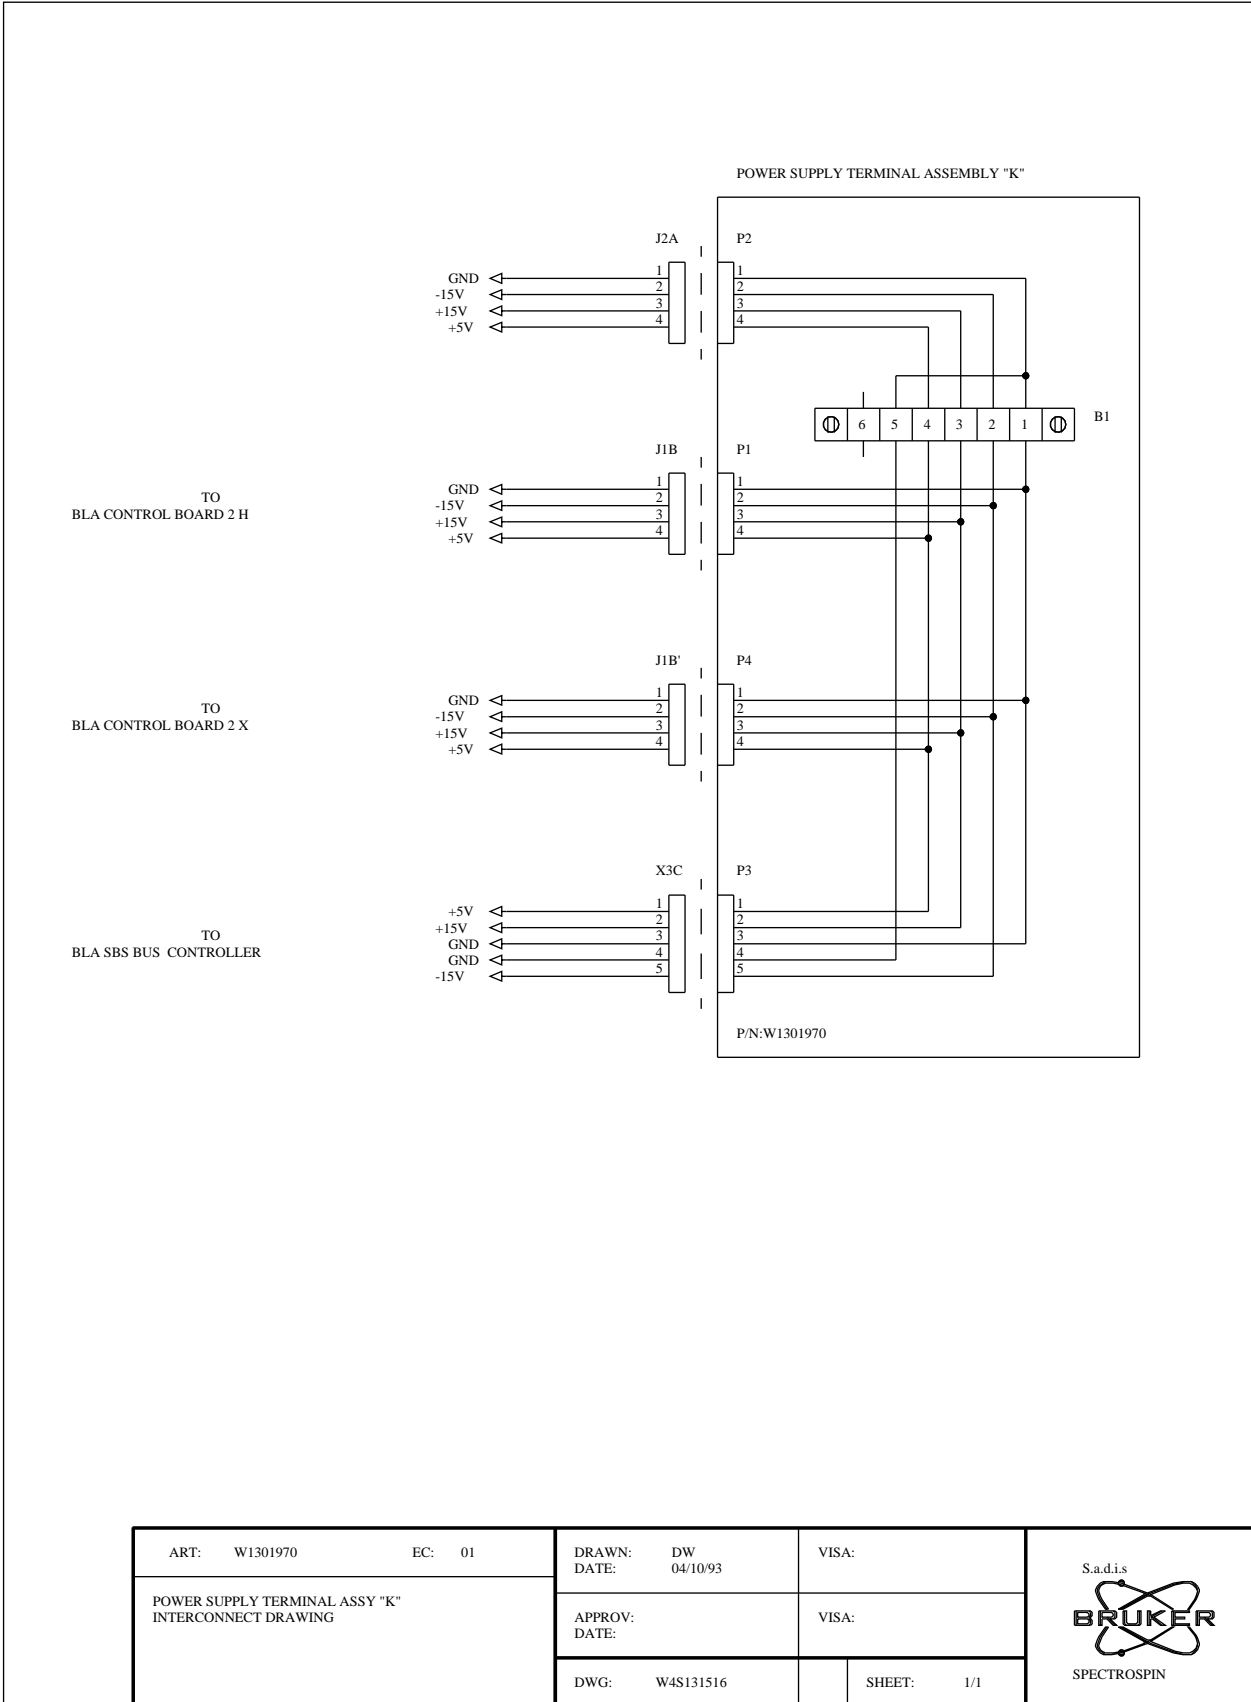 POWER SUPPLY TERMINAL ASSEMBLY "K"
J2A P2
GND 1 1
-15V 2 2
+15V 3 3
+5V 4 4
6 5 4 3 2 1 B1
J1B P1
TO
BLA CONTROL BOARD 2 H
GND 1 1
-15V 2 2
+15V 3 3
+5V 4 4
J1B' P4
TO
BLA CONTROL BOARD 2 X
GND 1 1
-15V 2 2
+15V 3 3
+5V 4 4
X3C P3
TO
BLA SBS BUS CONTROLLER
+5V 1 1
+15V 2 2
GND 3 3
GND 4 4
-15V 5 5
P/N:W1301970
ART: W1301970 EC: 01
POWER SUPPLY TERMINAL ASSY "K"
INTERCONNECT DRAWING
DRAWN: DW
DATE: 04/10/93
VISA:
APPROV:
DATE:
VISA:
DWG: W4S131516
SHEET: 1/1
S.a.d.i.s
BRUKER
SPECTROSPIN